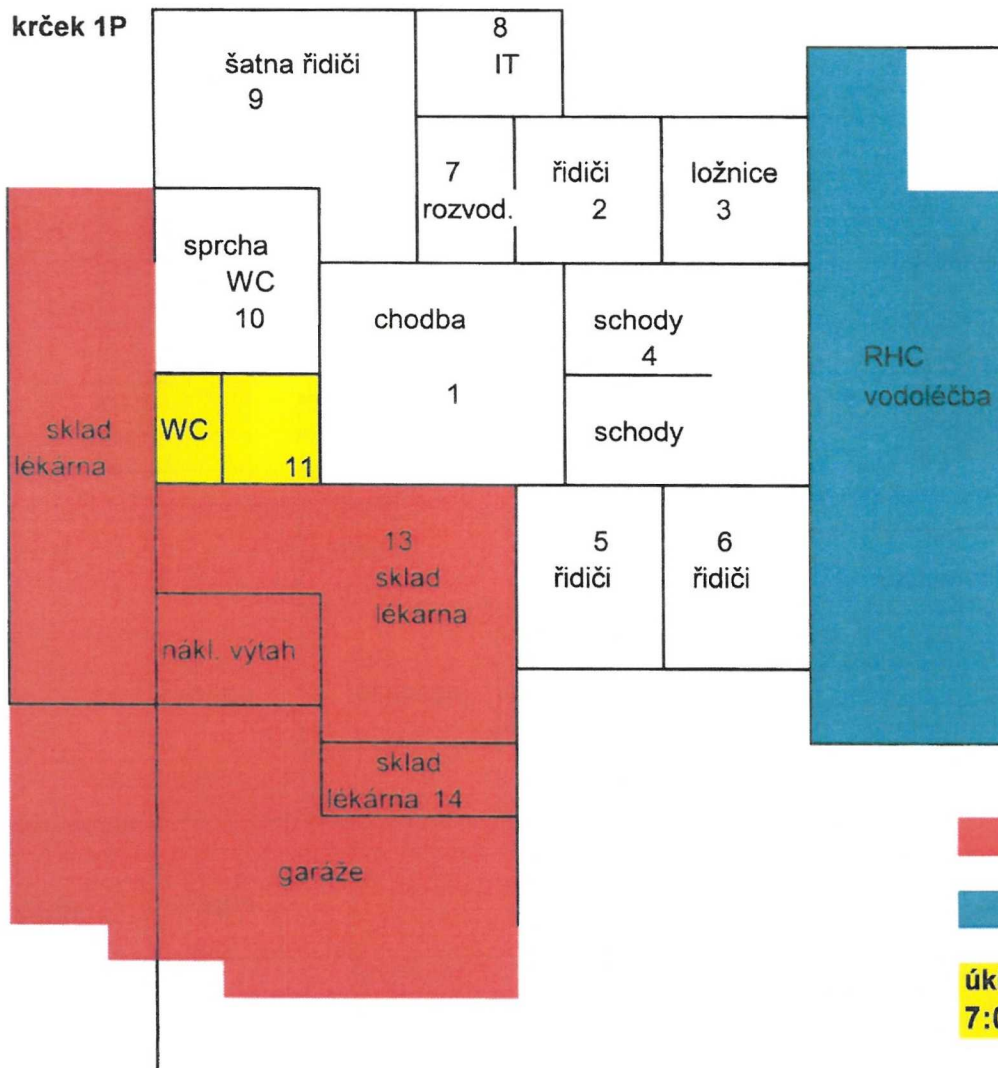 krček 1P
8
IT
šatna řidiči
9
7
rozvod.
řidiči
2
ložnice
3
sprcha
WC
10
chodba
1
schody
4
schody
RHC
vodoléčba
sklad
lékárna
WC
11
13
sklad
lékárna
5
řidiči
6
řidiči
nákl. výtah
sklad
lékárna 14
garáže